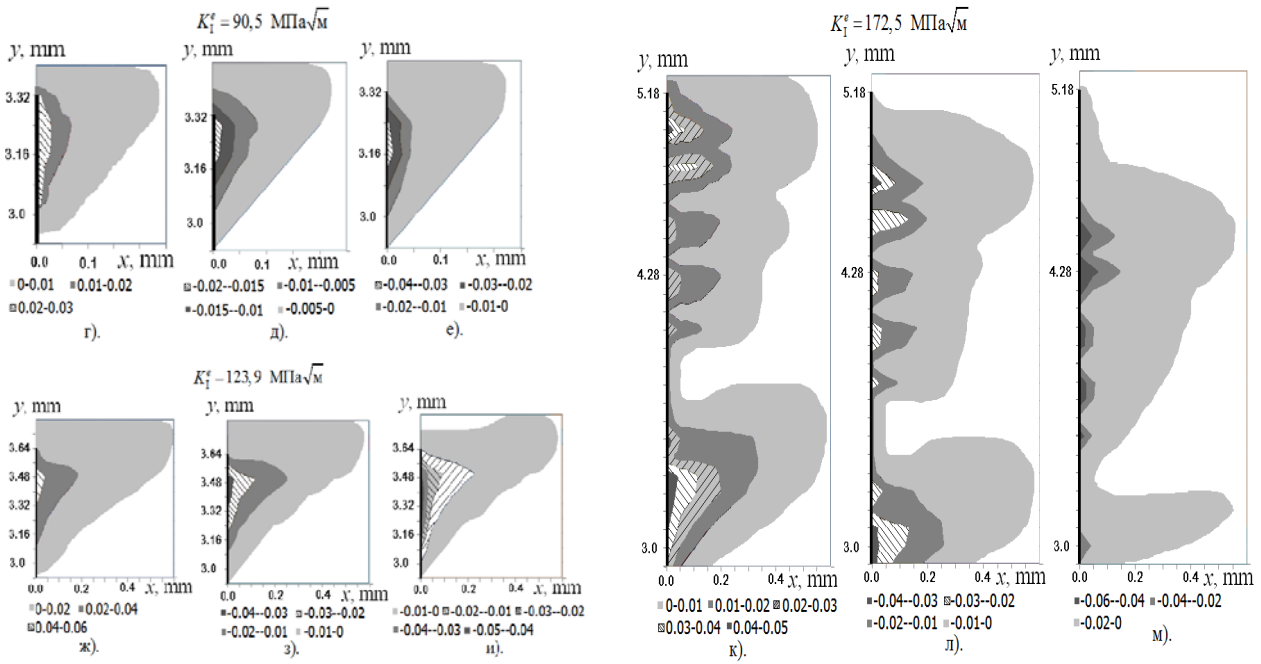 K_I^e = 90,5 МПа√м
y, mm
y, mm
y, mm
3.32
3.16
3.0
0.0 0.1 x, mm
3.32
3.16
3.0
0.0 0.1 x, mm
3.32
3.16
3.0
0.0 0.1 x, mm
0-0.01 0.01-0.02
0.02-0.03
г).
-0.02--0.015 -0.01--0.005
-0.015--0.01 -0.005-0
д).
-0.04--0.03 -0.03--0.02
-0.02--0.01 -0.01-0
е).
K_I^e – 123,9 МПа√м
y, mm
y, mm
y, mm
3.64
3.48
3.32
3.16
3.0
0.0 0.2 x, mm
3.64
3.48
3.32
3.16
3.0
0.0 0.2 x, mm
3.64
3.48
3.32
3.16
3.0
0.0 0.2 x, mm
0-0.02 0.02-0.04
0.04-0.06
ж).
-0.04--0.03 -0.03--0.02
-0.02--0.01 -0.01-0
з).
-0.01-0 -0.02--0.01 -0.03--0.02
-0.04--0.03 -0.05--0.04
и).
K_I^e = 172,5 МПа√м
y, mm
y, mm
y, mm
5.18
4.28
3.0
0.0 0.2 0.4 x, mm
5.18
4.28
3.0
0.0 0.2 0.4 x, mm
5.18
4.28
3.0
0.0 0.2 0.4 x, mm
0-0.01 0.01-0.02 0.02-0.03
0.03-0.04 0.04-0.05
к).
-0.04--0.03 -0.03--0.02
-0.02--0.01 -0.01-0
л).
-0.06--0.04 -0.04--0.02
-0.02-0
м).